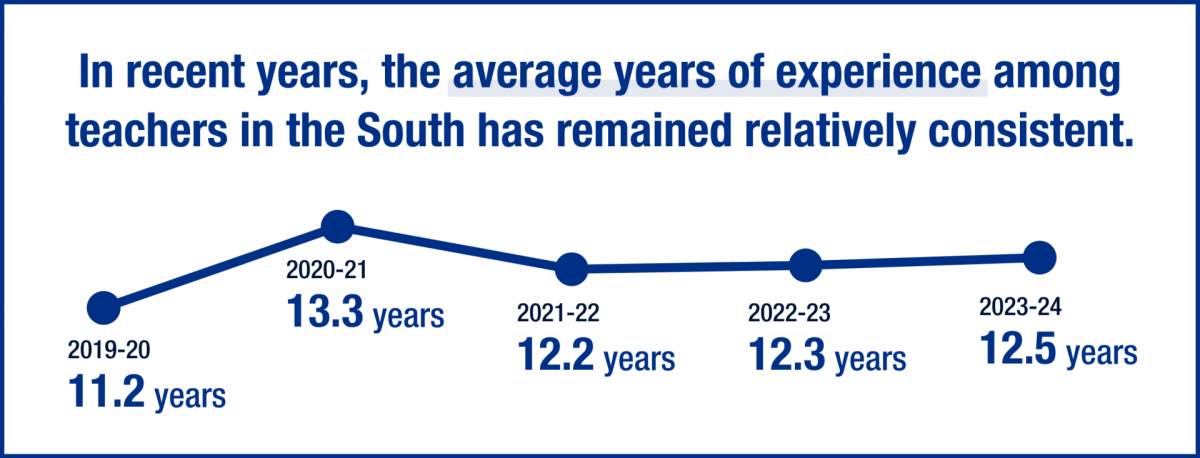 In recent years, the average years of experience among
teachers in the South has remained relatively consistent.
2019-20
11.2 years
2020-21
13.3 years
2021-22
12.2 years
2022-23
12.3 years
2023-24
12.5 years